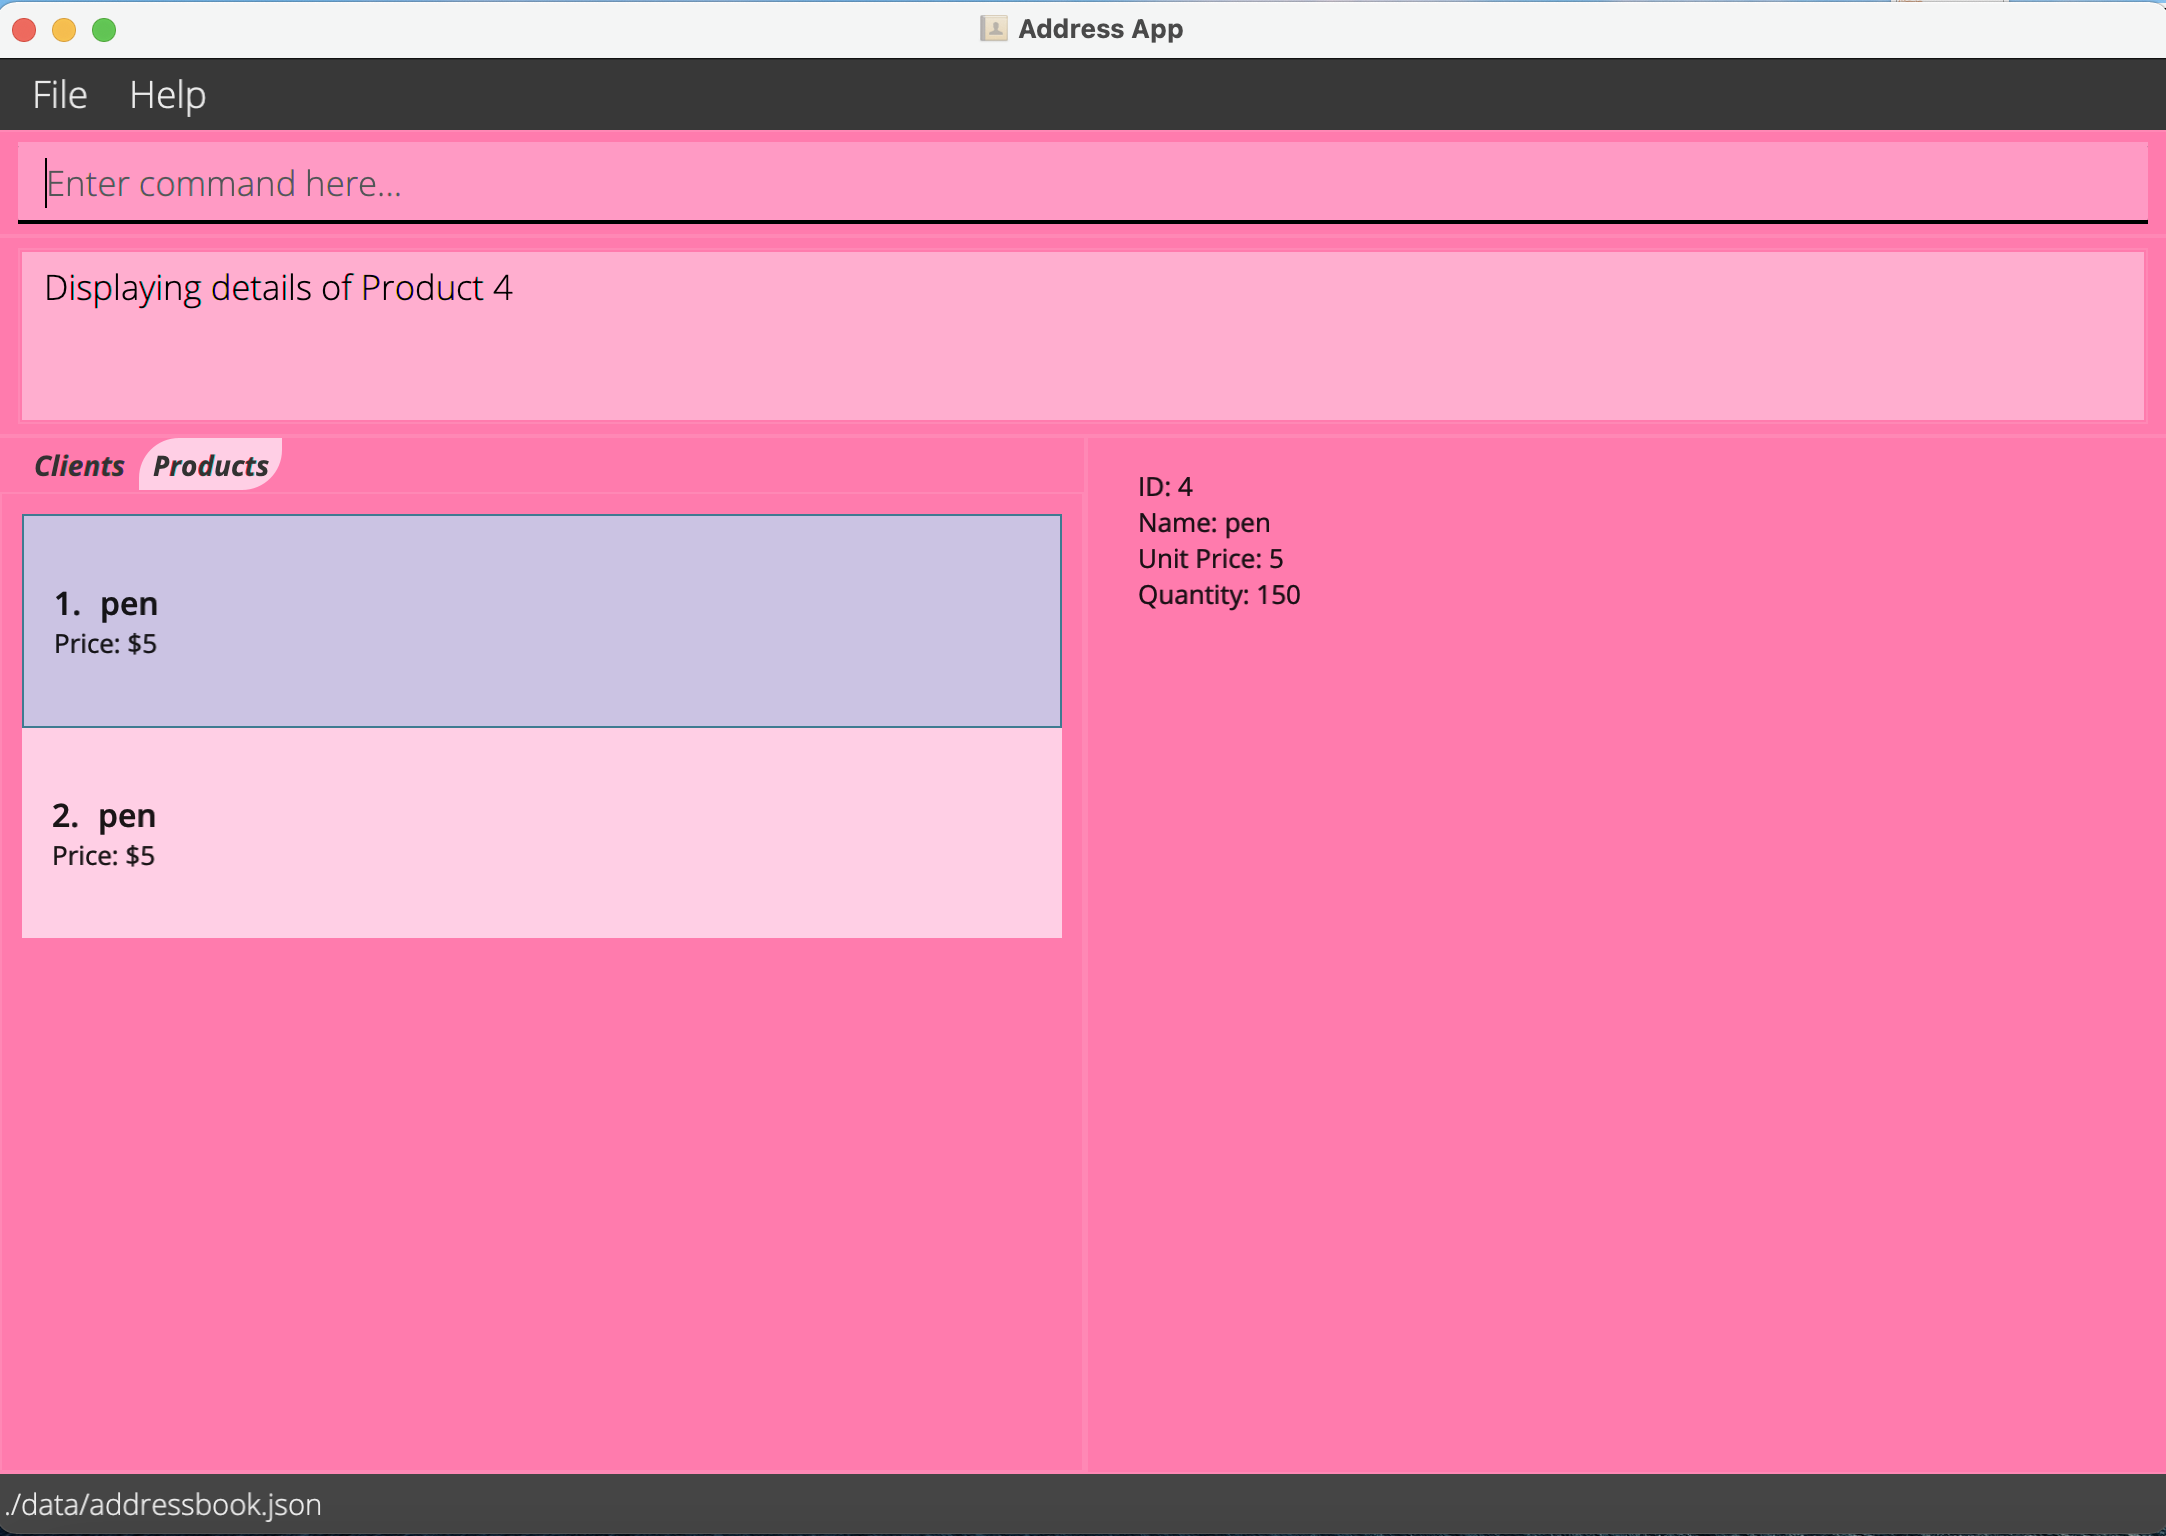 Address App
File Help
Enter command here...
Displaying details of Product 4
Clients Products
1. pen
Price: $5
2. pen
Price: $5
ID: 4
Name: pen
Unit Price: 5
Quantity: 150
./data/addressbook.json